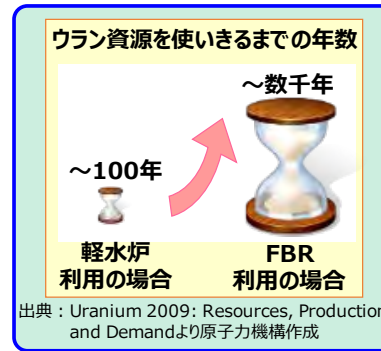 ウラン資源を使いきるまでの年数
～数千年
～100年
軽水炉
利用の場合
FBR
利用の場合
出典：Uranium 2009: Resources, Production
and Demandより原子力機構作成